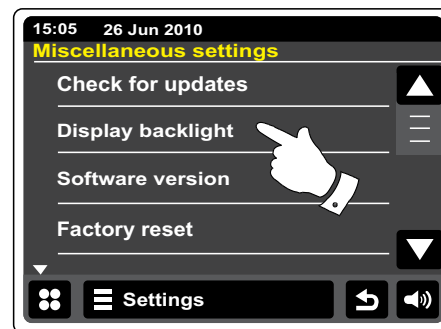 15:05 26 Jun 2010
Miscellaneous settings
Check for updates
Display backlight
Software version
Factory reset
Settings